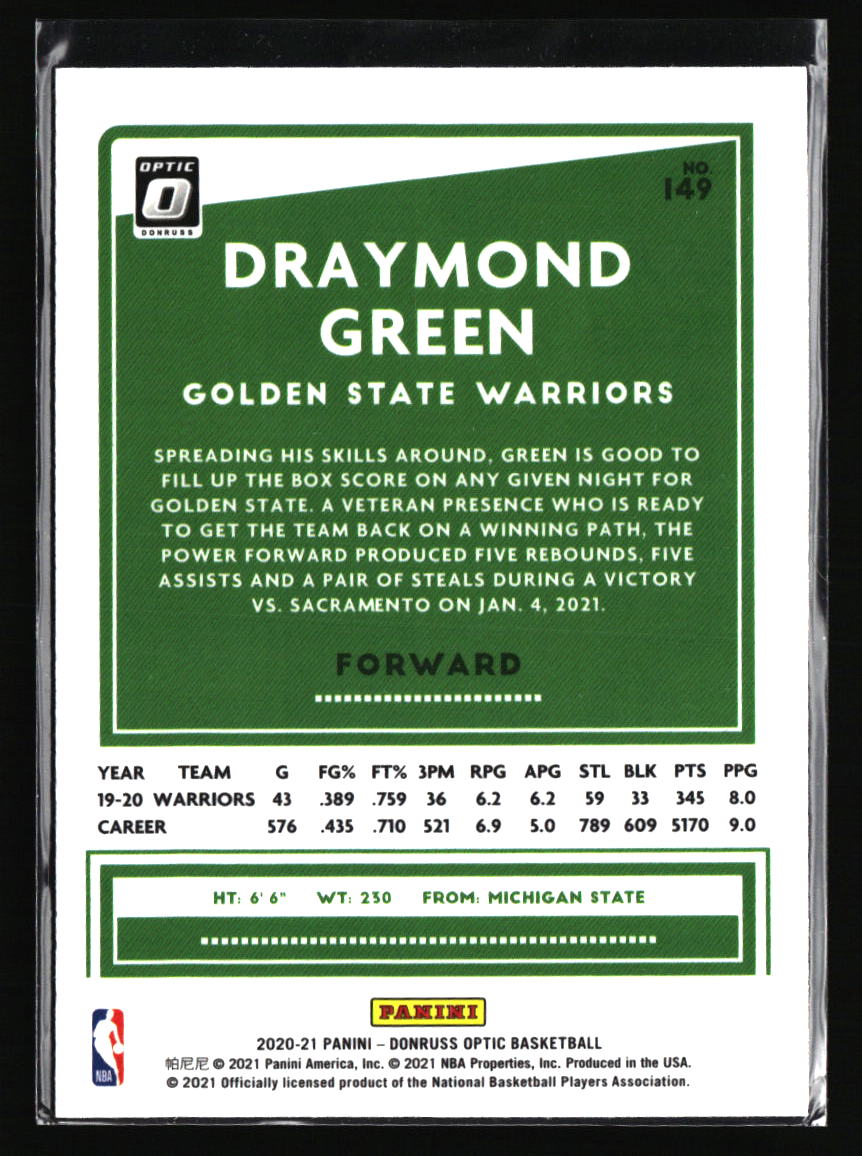 OPTIC
O
DONRUSS
NO.
149
DRAYMOND
GREEN
GOLDEN STATE WARRIORS
SPREADING HIS SKILLS AROUND, GREEN IS GOOD TO
FILL UP THE BOX SCORE ON ANY GIVEN NIGHT FOR
GOLDEN STATE. A VETERAN PRESENCE WHO IS READY
TO GET THE TEAM BACK ON A WINNING PATH, THE
POWER FORWARD PRODUCED FIVE REBOUNDS, FIVE
ASSISTS AND A PAIR OF STEALS DURING A VICTORY
VS. SACRAMENTO ON JAN. 4, 2021.
FORWARD
YEAR TEAM G FG% FT% 3PM RPG APG STL BLK PTS PPG
19-20 WARRIORS 43 .389 .759 36 6.2 6.2 59 33 345 8.0
CAREER 576 .435 .710 521 6.9 5.0 789 609 5170 9.0
HT: 6' 6" WT: 230 FROM: MICHIGAN STATE
PANINI
NBA
2020-21 PANINI – DONRUSS OPTIC BASKETBALL
帕尼尼 © 2021 Panini America, Inc. © 2021 NBA Properties, Inc. Produced in the USA.
© 2021 Officially licensed product of the National Basketball Players Association.